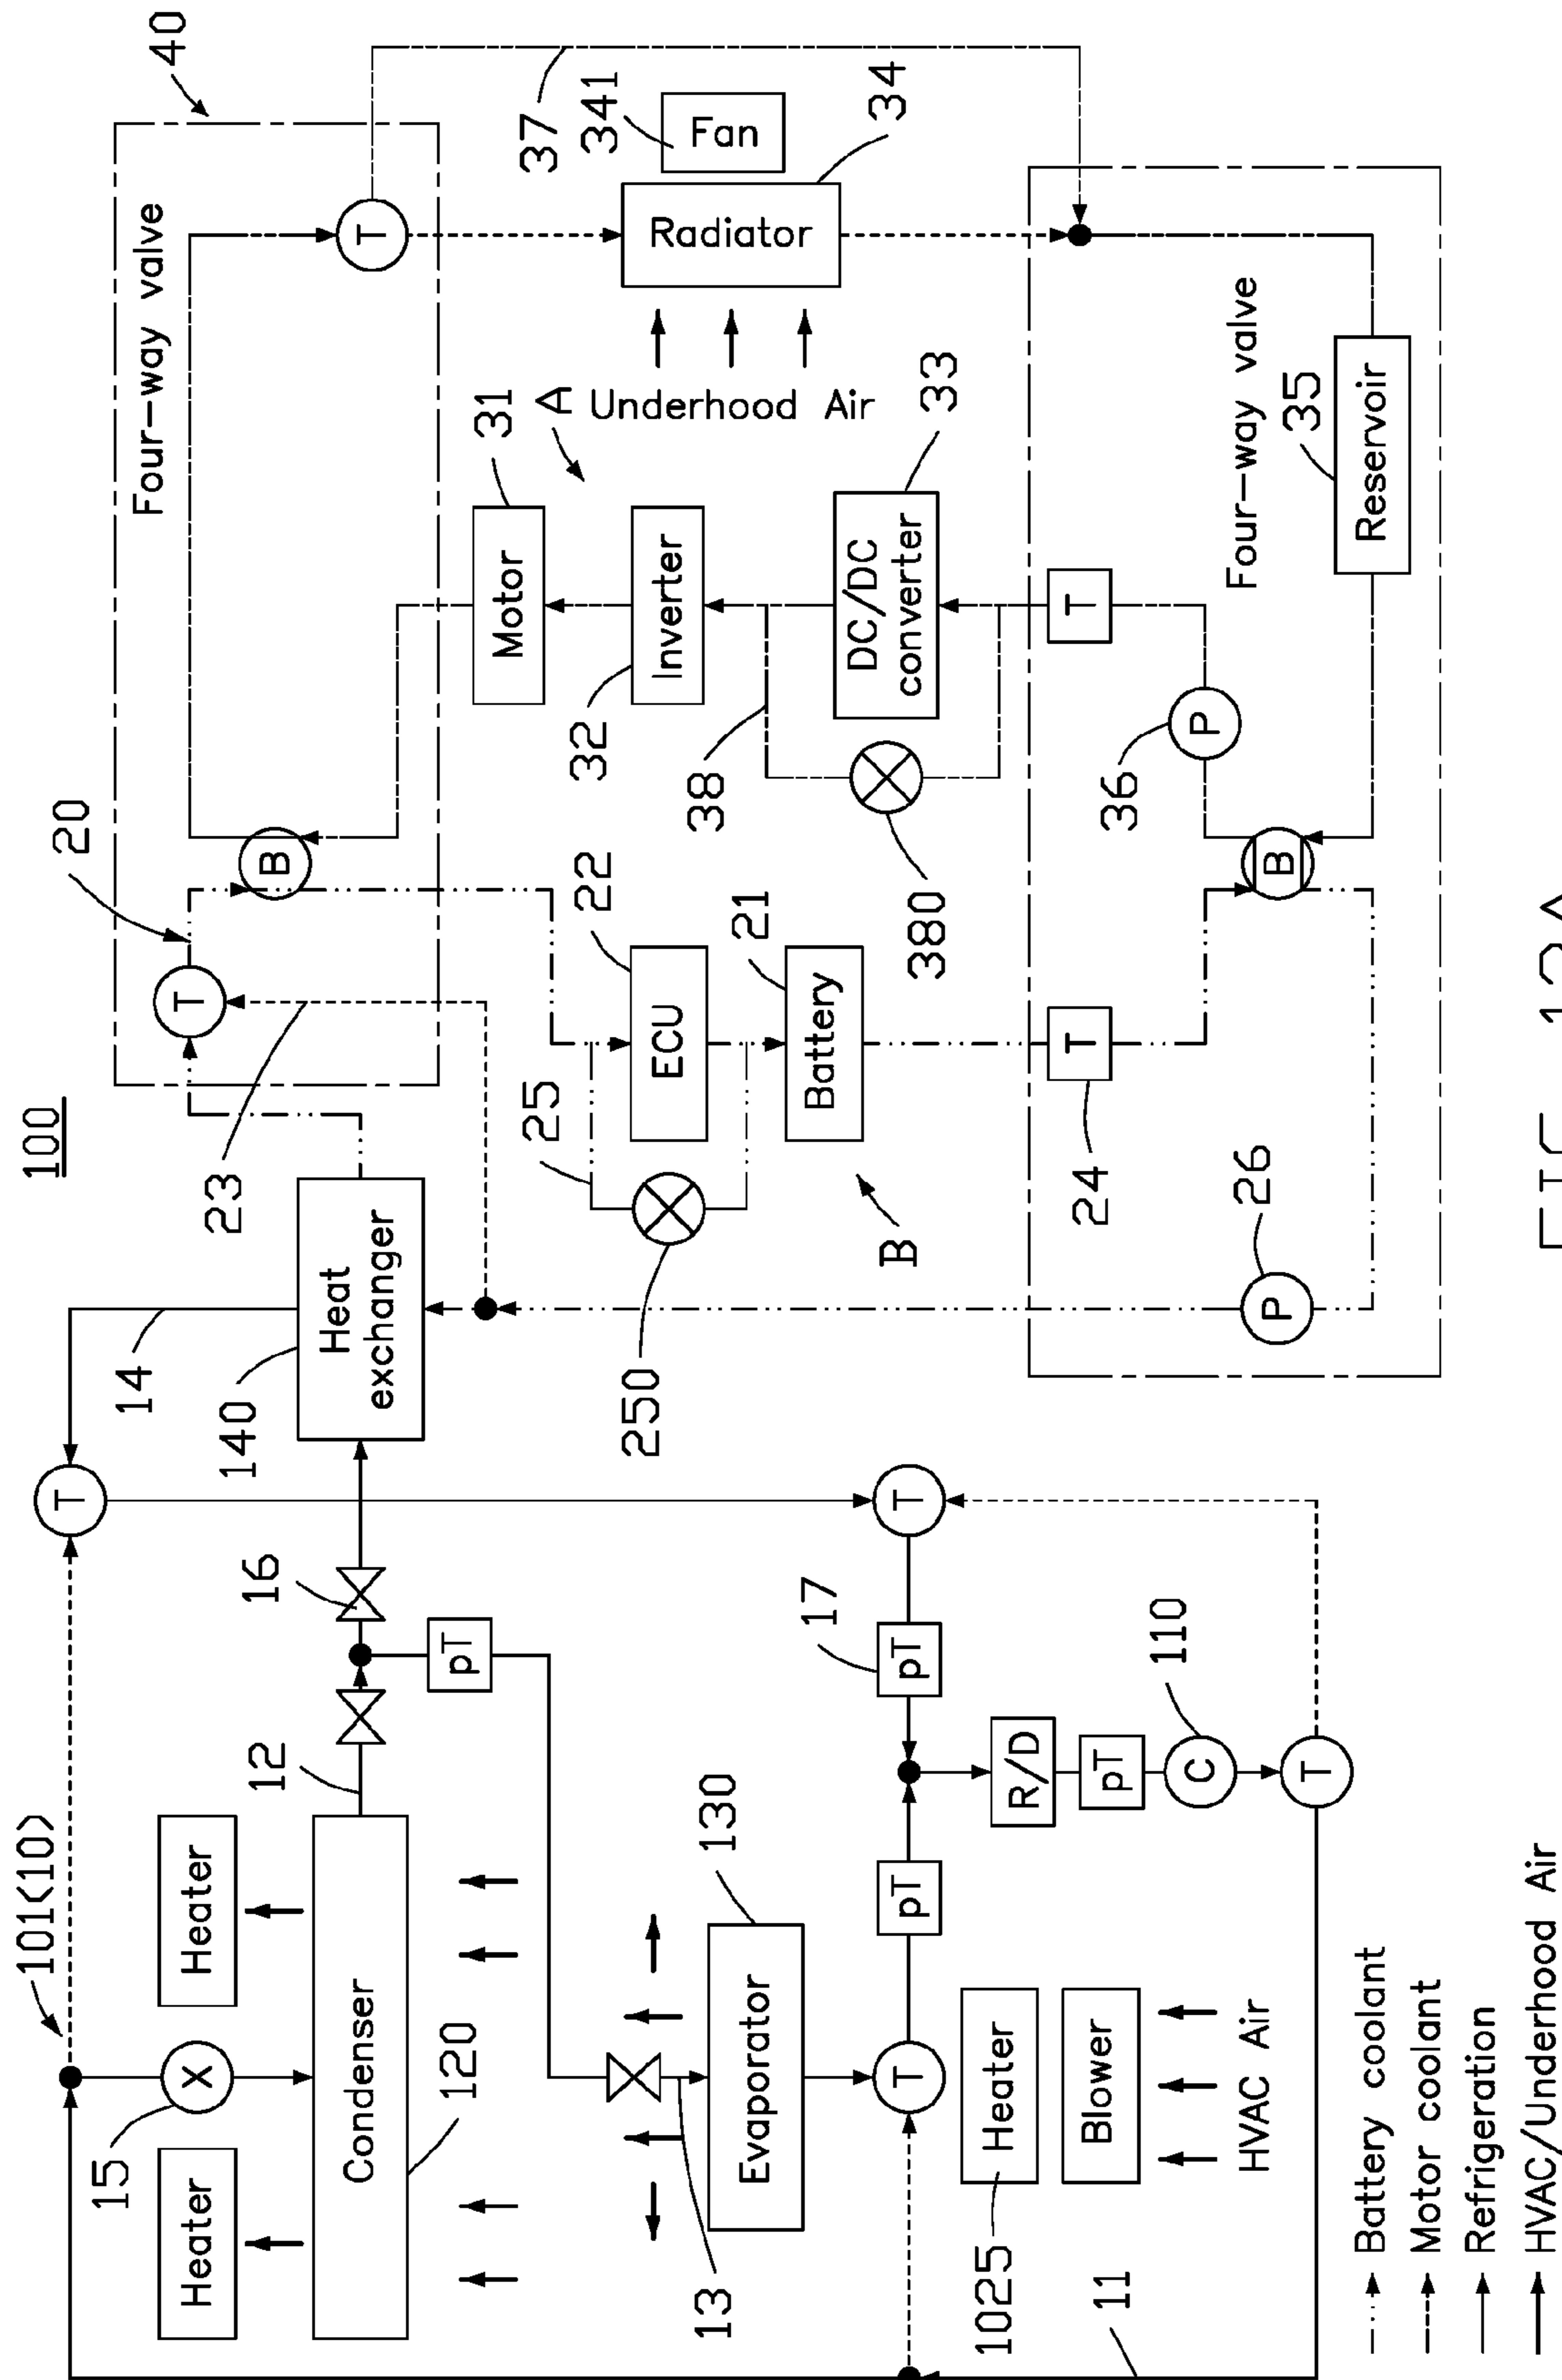 100
101(10)
20
40
Four-way valve
T
T
T
B
15
X
Heater
Heater
14
23
12
16
140
Heat
exchanger
Condenser
120
pT
25
22
ECU
250
21
Battery
B
31
Motor
32
Inverter
A
Underhood Air
37
341
Fan
Radiator
34
38
380
DC/DC
converter
33
13
130
Evaporator
17
T
pT
pT
T
1025
Heater
Blower
HVAC Air
R/D
pT
110
C
T
11
24
T
26
P
36
P
T
B
Four-way valve
35
Reservoir
Battery coolant
Motor coolant
Refrigeration
HVAC/Underhood Air